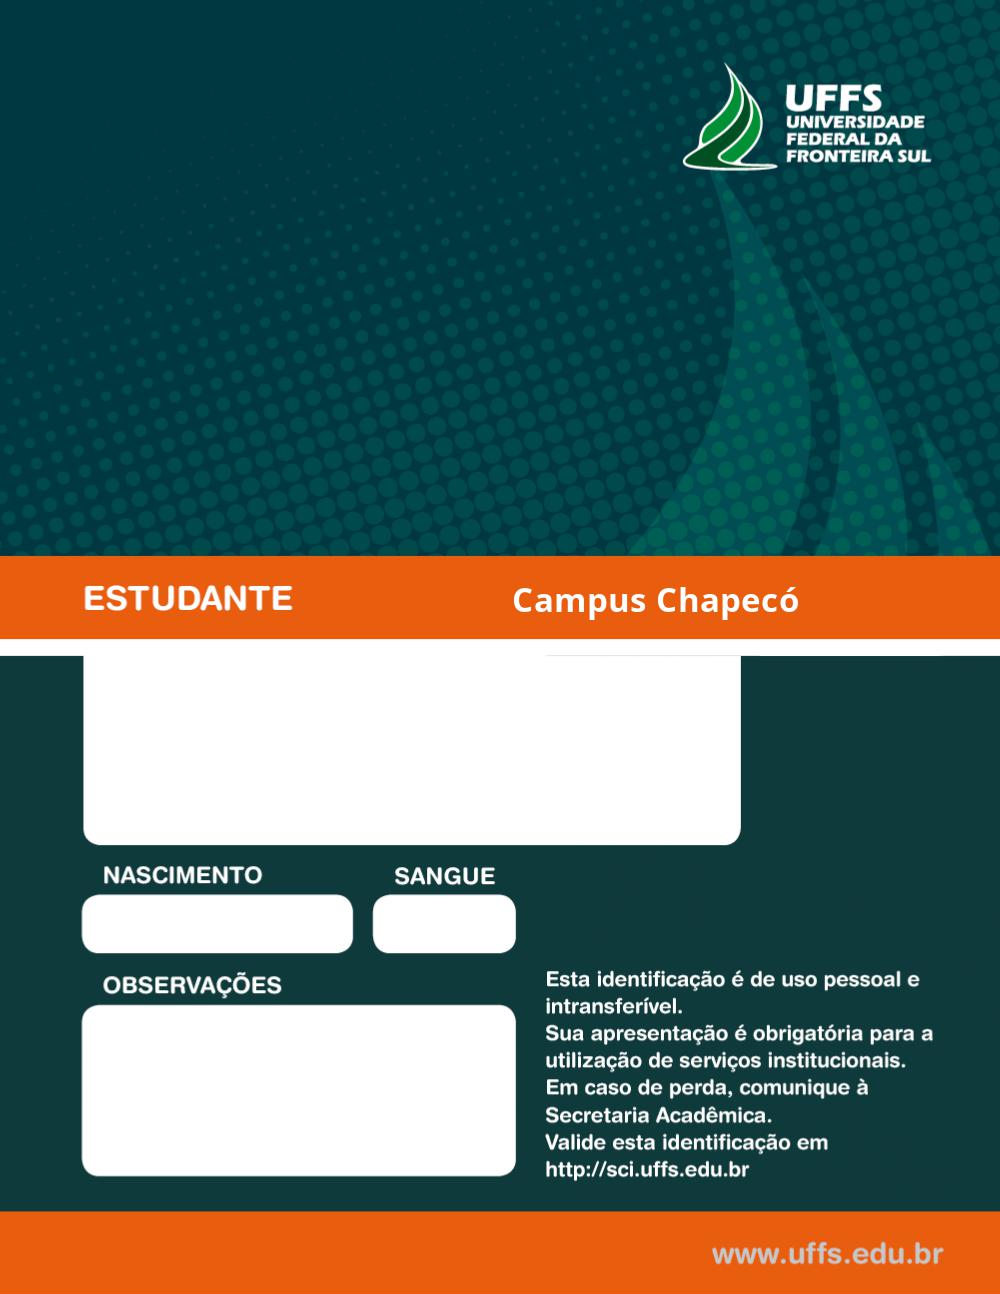 UFFS
UNIVERSIDADE
FEDERAL DA
FRONTEIRA SUL
ESTUDANTE
Campus Chapecó
NASCIMENTO
SANGUE
OBSERVAÇÕES
Esta identificação é de uso pessoal e
intransferível.
Sua apresentação é obrigatória para a
utilização de serviços institucionais.
Em caso de perda, comunique à
Secretaria Acadêmica.
Valide esta identificação em
http://sci.uffs.edu.br
www.uffs.edu.br